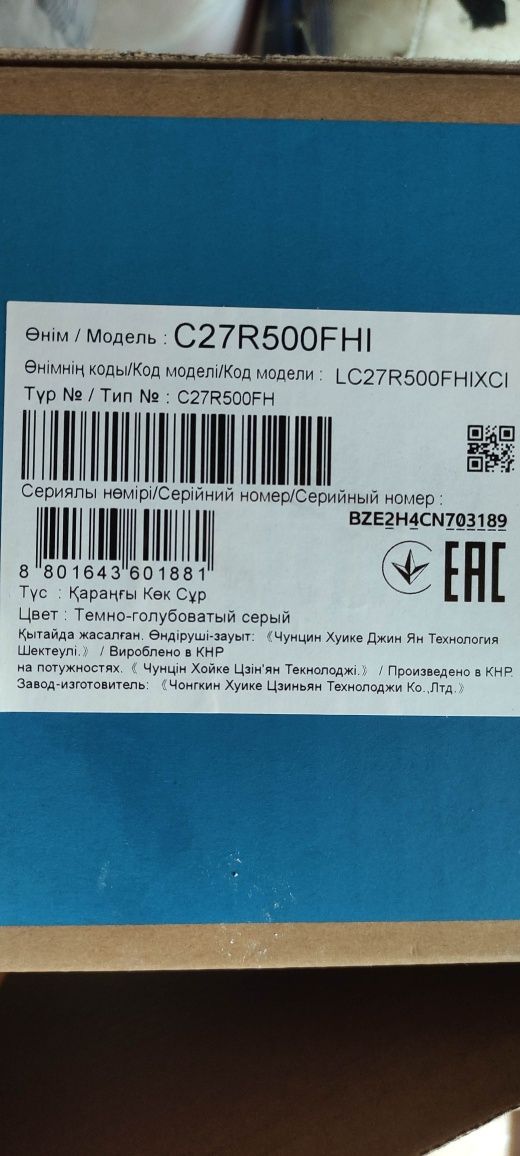 Өнім / Модель : C27R500FHI
Өнімнің коды/Код моделі/Код модели : LC27R500FHIXCI
Түр № / Тип № : C27R500FH
Сериялы нөмірі/Серійний номер/Серийный номер :
BZE2H4CN703189
8 801643 601881
EAC
Түс : Қараңғы Көк Сұр
Цвет : Темно-голубоватый серый
Қытайда жасалған. Өндіруші-зауыт: 《Чунцин Хуике Джин Ян Технология
Шектеулі.》 / Вироблено в КНР
на потужностях.《 Чунцін Хойке Цзін'ян Текнолоджі.》 / Произведено в КНР.
Завод-изготовитель: 《Чонгкин Хуике Цзиньян Технолоджи Ко.,Лтд.》